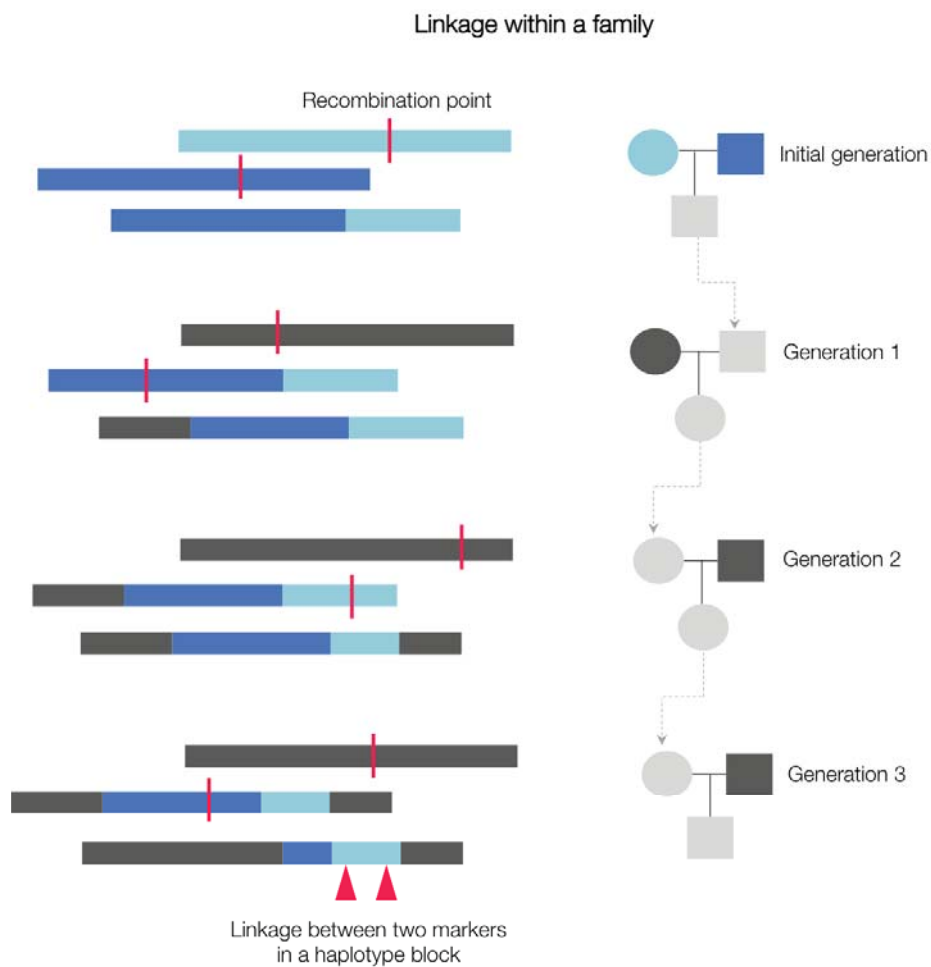 Linkage within a family
Recombination point
Initial generation
Generation 1
Generation 2
Generation 3
Linkage between two markers
in a haplotype block